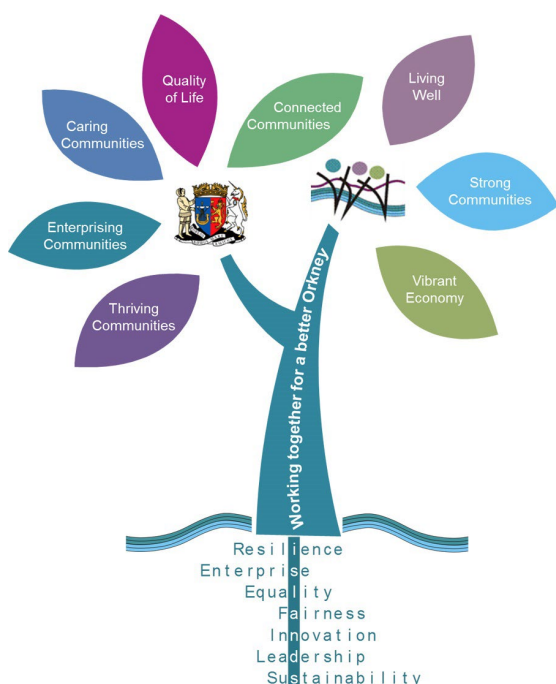 Quality
of Life
Living
Well
Connected
Communities
Caring
Communities
Strong
Communities
Enterprising
Communities
Vibrant
Economy
Thriving
Communities
Working together for a better Orkney
Resilience
Enterprise
Equality
Fairness
Innovation
Leadership
Sustainability